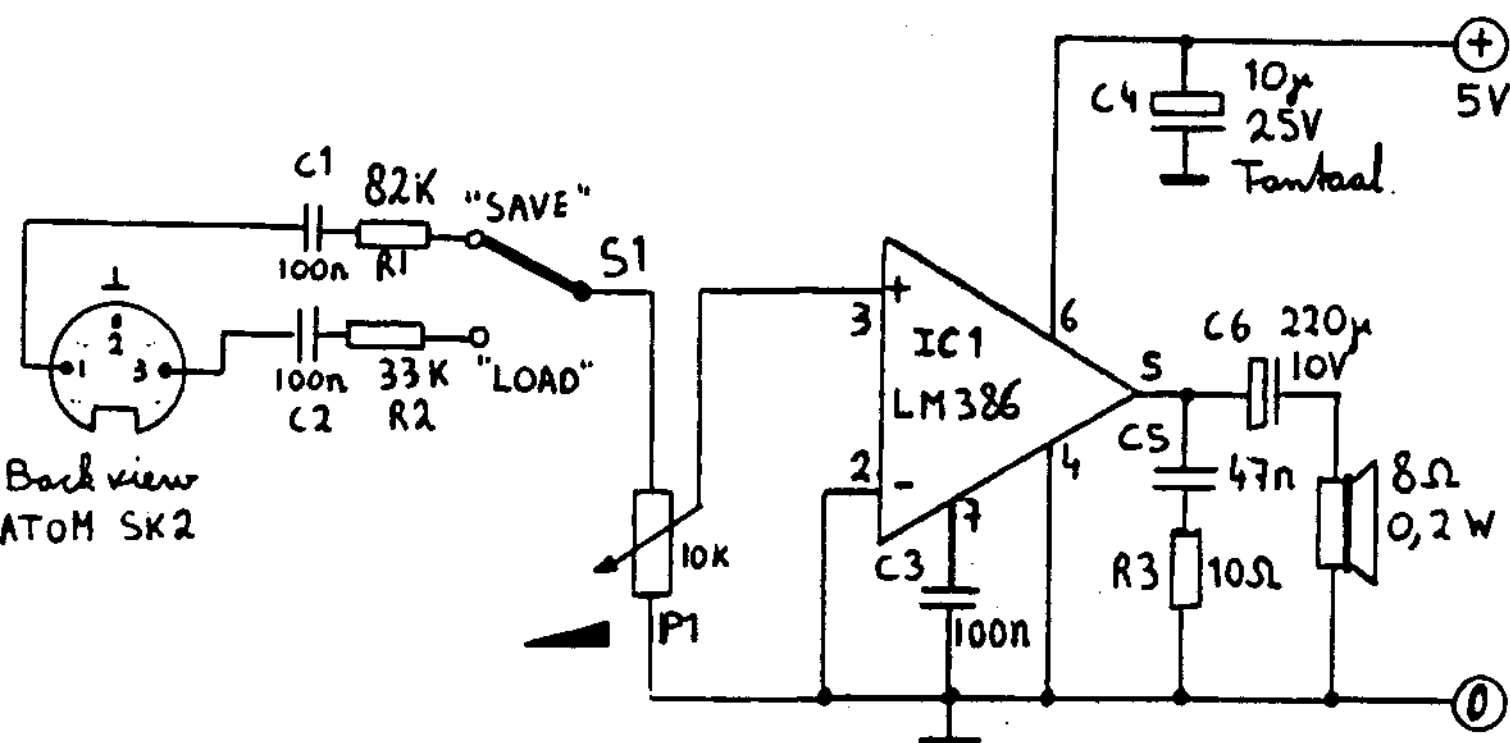 C1
82K
"SAVE"
100n R1
S1
1 2 3
100n 33K "LOAD"
C2 R2
Back view
ATOM SK2
10K
P1
3 +
IC1
LM386
2 -
6
5
4
7
C3
100n
C4
10µ
25V
Tantaal.
+
5V
C6 220µ
10V
C5
47n
R3 10Ω
8Ω
0,2 W
0